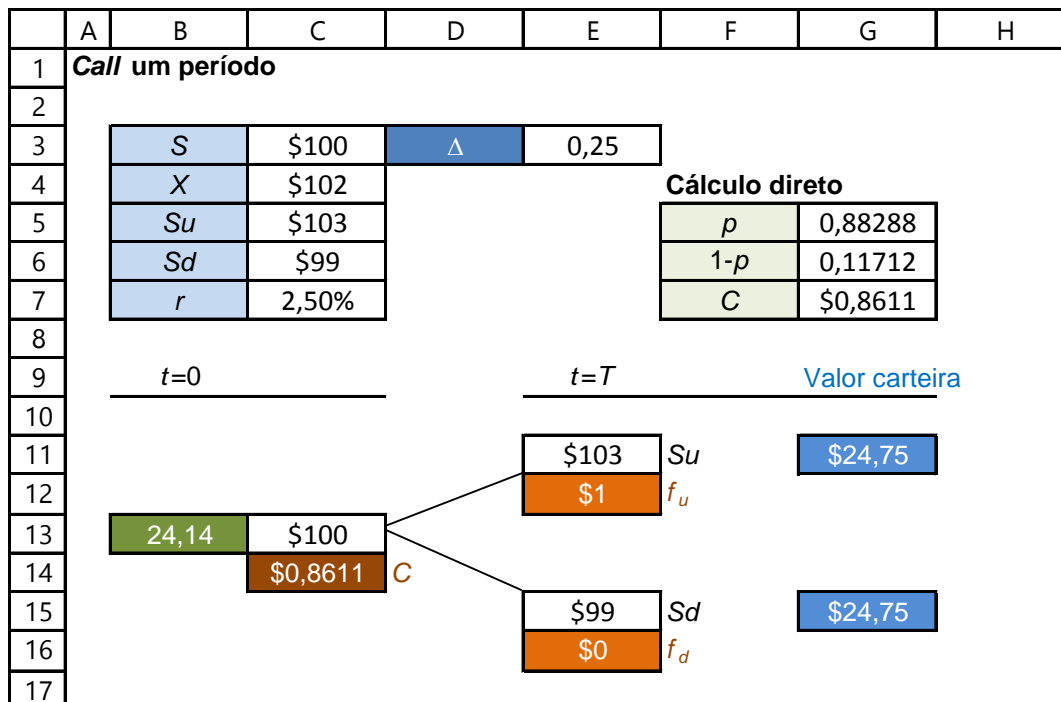 A B C D E F G H
1 Call um período
2
3 S $100 Δ 0,25
4 X $102 Cálculo direto
5 Su $103 p 0,88288
6 Sd $99 1-p 0,11712
7 r 2,50% C $0,8611
8
9 t=0 t=T Valor carteira
10
11 $103 Su $24,75
12 $1 f u
13 24,14 $100
14 $0,8611 C
15 $99 Sd $24,75
16 $0 f d
17